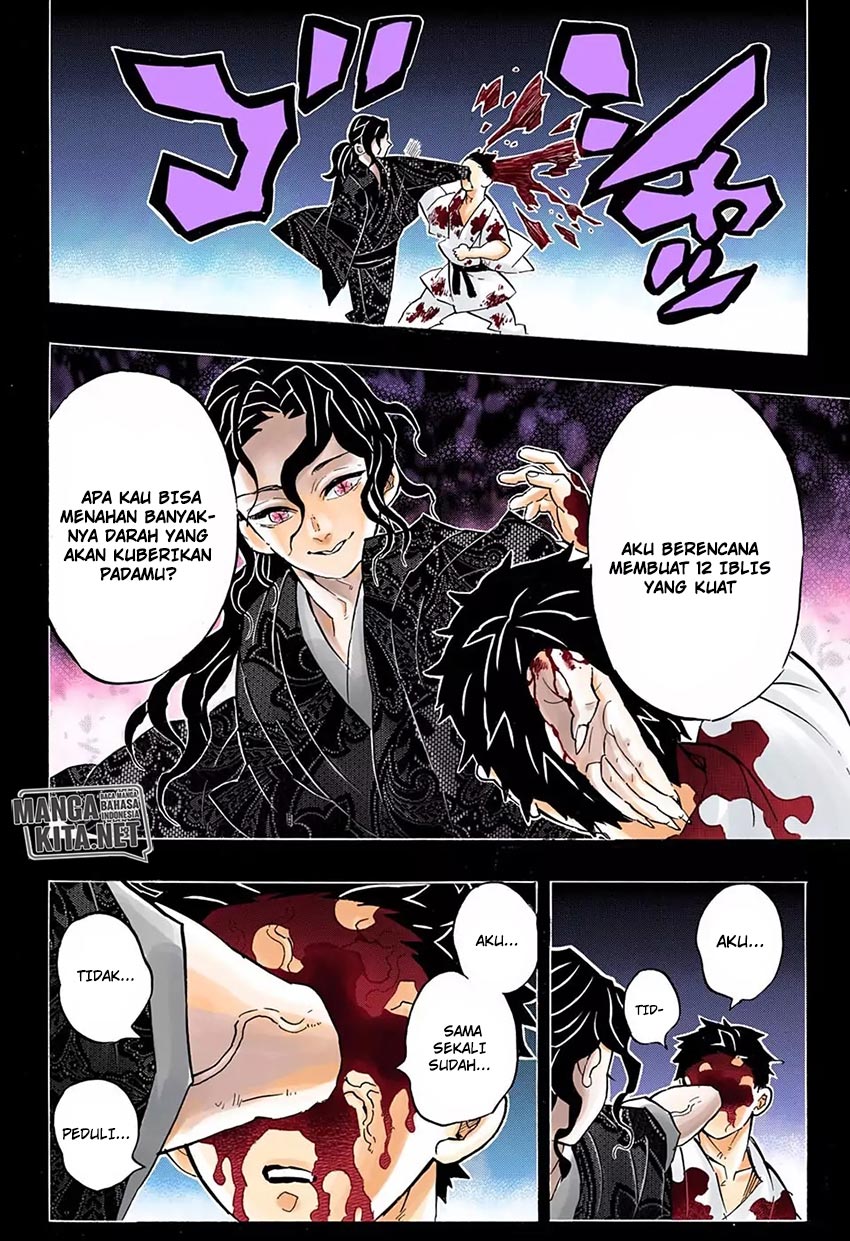 ゴシャッ
AKU BERENCANA
MEMBUAT 12 IBLIS
YANG KUAT
APA KAU BISA
MENAHAN BANYAK-
NYA DARAH YANG
AKAN KUBERIKAN
PADAMU?
MANGA
KITA.NET
BACA MANGA
BAHASA
INDONESIA
AKU...
TID-
AKU...
SAMA
SEKALI
SUDAH...
TIDAK...
PEDULI...